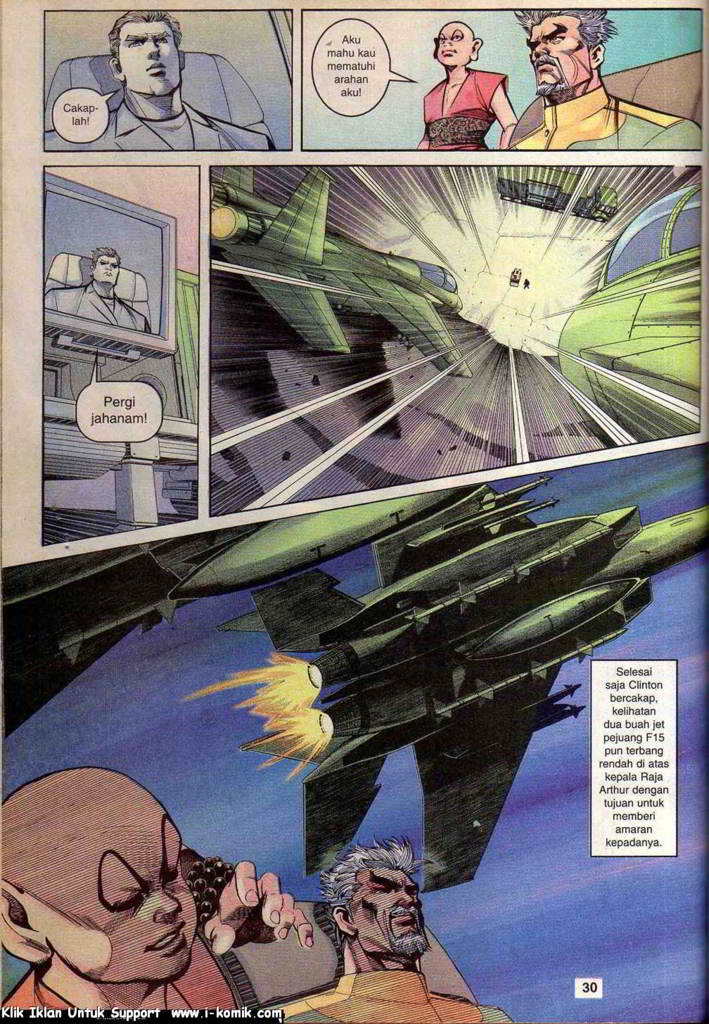 Cakap-
lah!
Aku
mahu kau
mematuhi
arahan
aku!
Pergi
jahanam!
Selesai
saja Clinton
bercakap,
kelihatan
dua buah jet
pejuang F15
pun terbang
rendah di atas
kepala Raja
Arthur dengan
tujuan untuk
memberi
amaran
kepadanya.
30
Klik Iklan Untuk Support www.i-komik.com